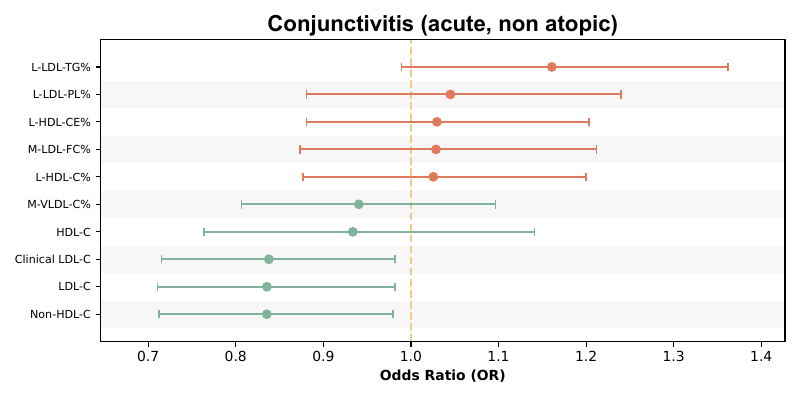 Conjunctivitis (acute, non atopic)
L-LDL-TG%
L-LDL-PL%
L-HDL-CE%
M-LDL-FC%
L-HDL-C%
M-VLDL-C%
HDL-C
Clinical LDL-C
LDL-C
Non-HDL-C
0.7 0.8 0.9 1.0 1.1 1.2 1.3 1.4
Odds Ratio (OR)